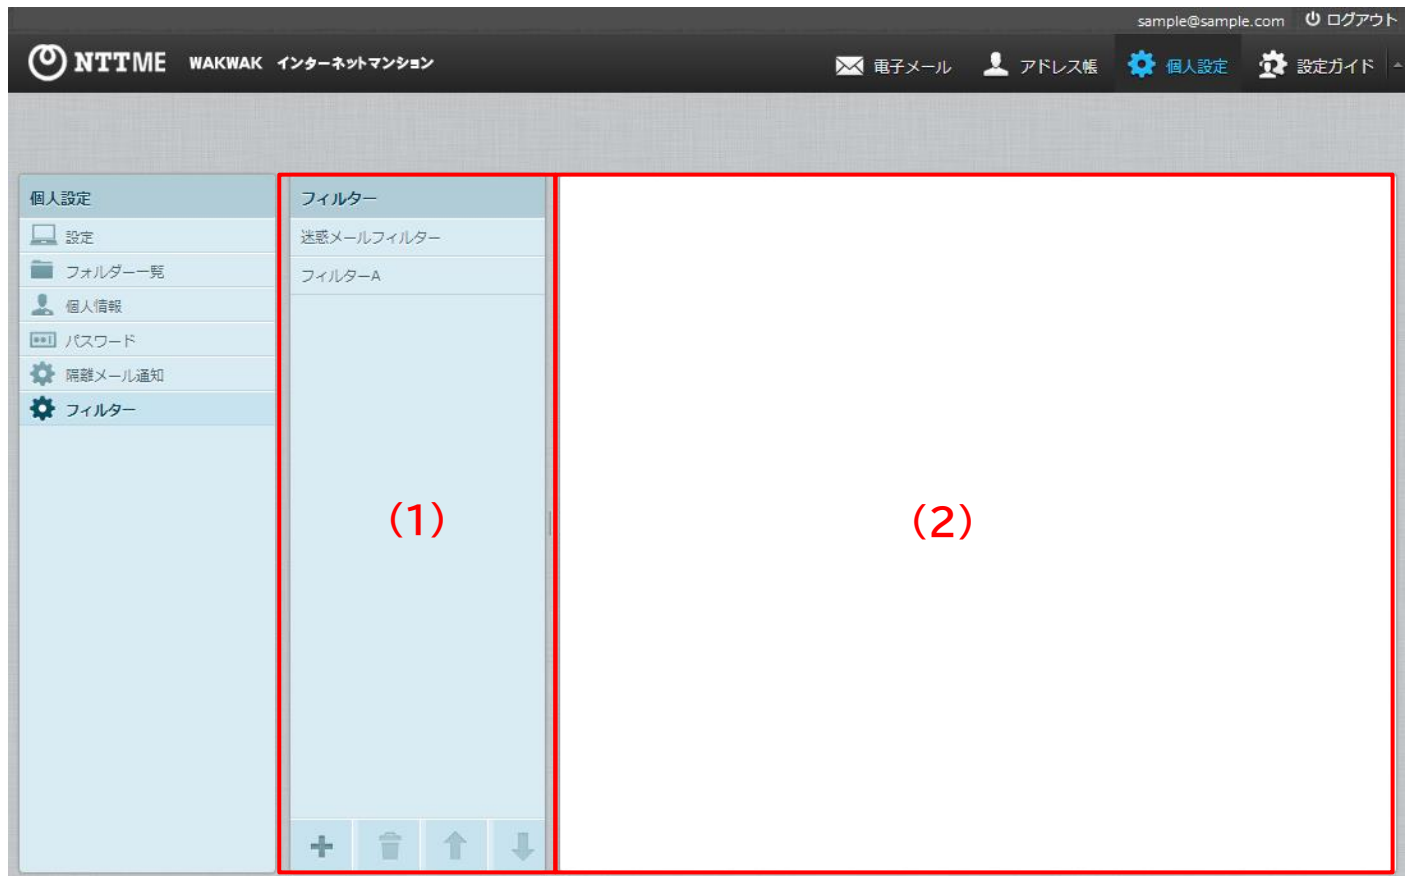 sample@sample.com ログアウト
NTTME WAKWAK インターネットマンション 電子メール アドレス帳 個人設定 設定ガイド
個人設定
設定
フォルダー一覧
個人情報
パスワード
隔離メール通知
フィルター
フィルター
迷惑メールフィルター
フィルターA
(1)
(2)